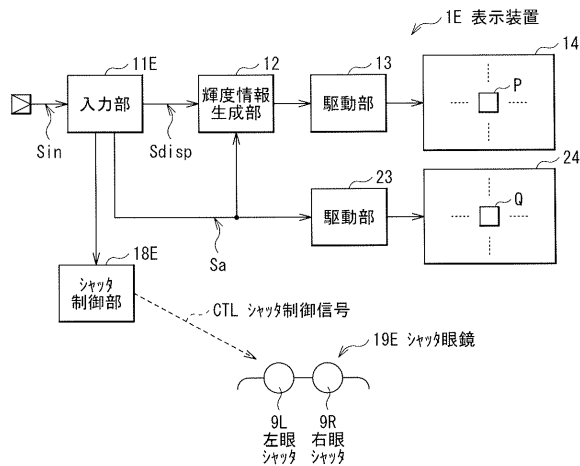 1E 表示装置
11E
12
13
14
入力部
輝度情報
生成部
駆動部
P
Sin
Sdisp
23
24
駆動部
Q
Sa
18E
ｼｬｯﾀ
制御部
CTL ｼｬｯﾀ制御信号
19E ｼｬｯﾀ眼鏡
9L
左眼
ｼｬｯﾀ
9R
右眼
ｼｬｯﾀ